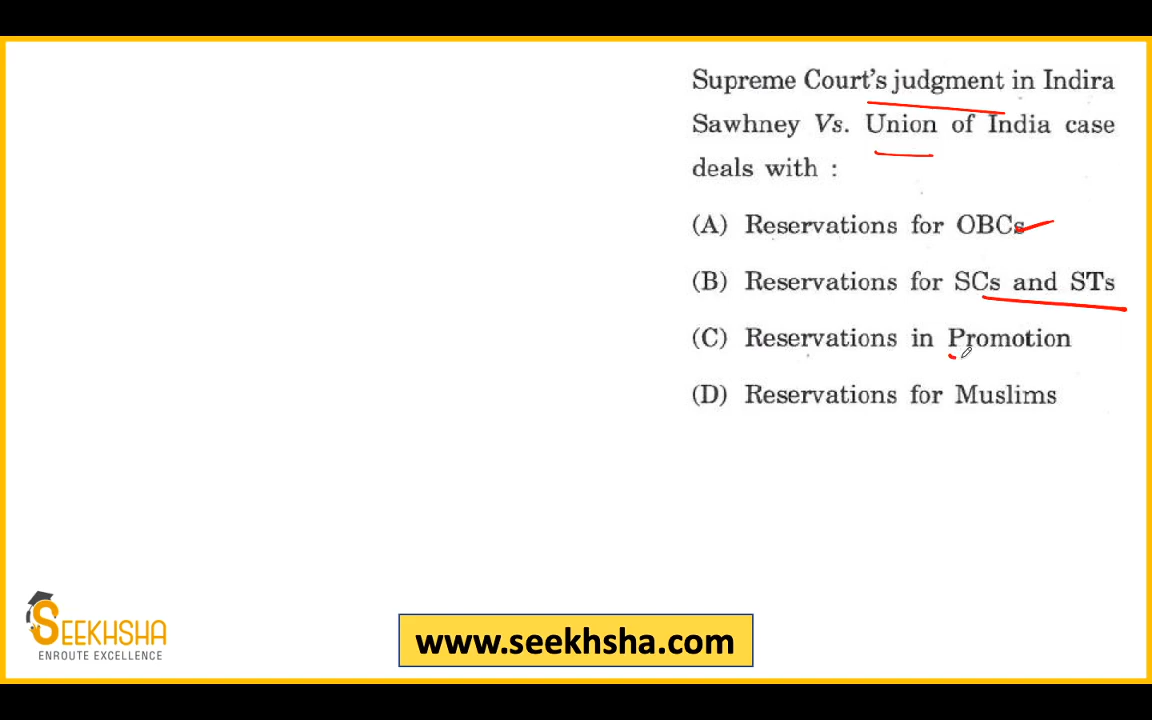 Supreme Court's judgment in Indira
Sawhney Vs. Union of India case
deals with :
(A) Reservations for OBCs
(B) Reservations for SCs and STs
(C) Reservations in Promotion
(D) Reservations for Muslims
SEEKHSHA
ENROUTE EXCELLENCE
www.seekhsha.com